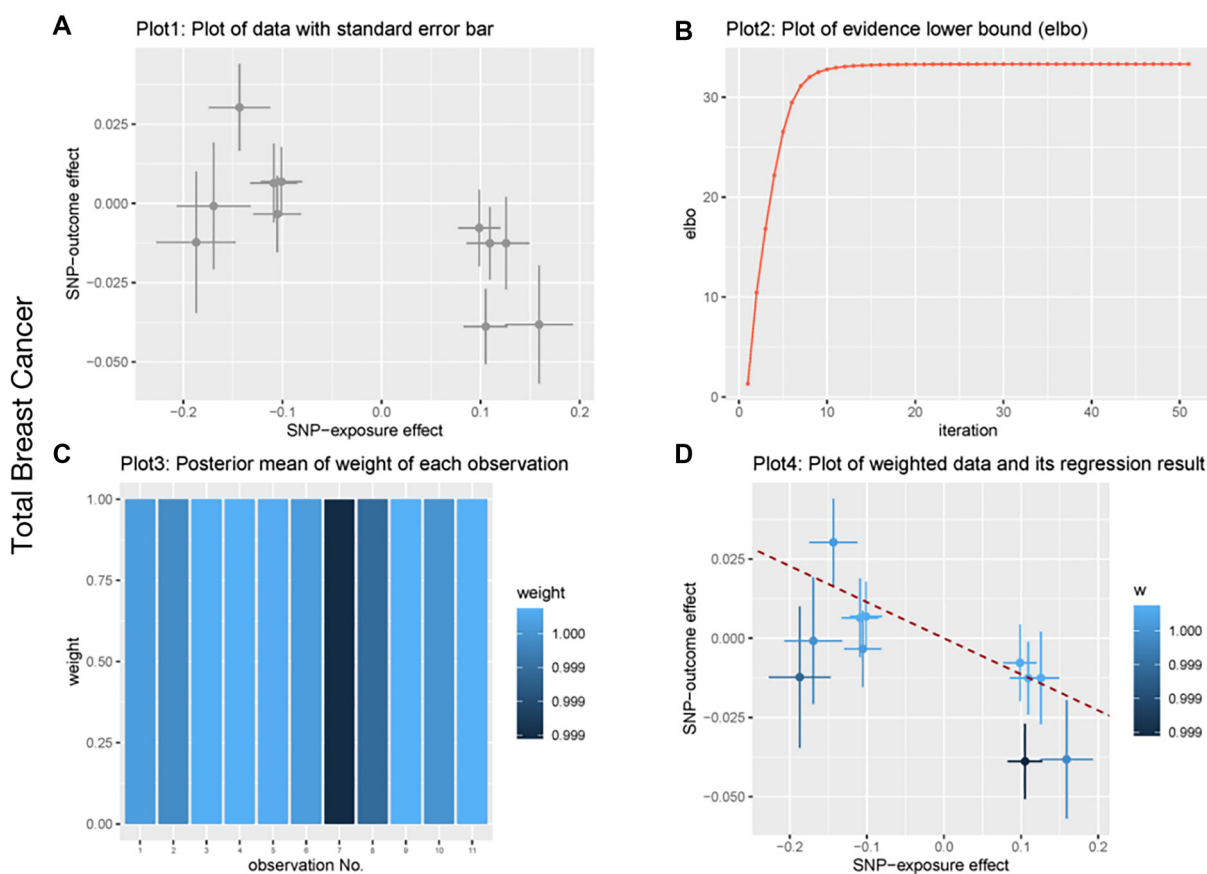 Total Breast Cancer
A
Plot1: Plot of data with standard error bar
SNP−outcome effect
0.025
0.000
−0.025
−0.050
−0.2
−0.1
0.0
0.1
0.2
SNP−exposure effect
B
Plot2: Plot of evidence lower bound (elbo)
elbo
30
20
10
0
0
10
20
30
40
50
iteration
C
Plot3: Posterior mean of weight of each observation
weight
1.00
0.75
0.50
0.25
0.00
1
2
3
4
5
6
7
8
9
10
11
observation No.
weight
1.000
0.999
0.999
0.999
D
Plot4: Plot of weighted data and its regression result
SNP−outcome effect
0.025
0.000
−0.025
−0.050
−0.2
−0.1
0.0
0.1
0.2
SNP−exposure effect
w
1.000
0.999
0.999
0.999